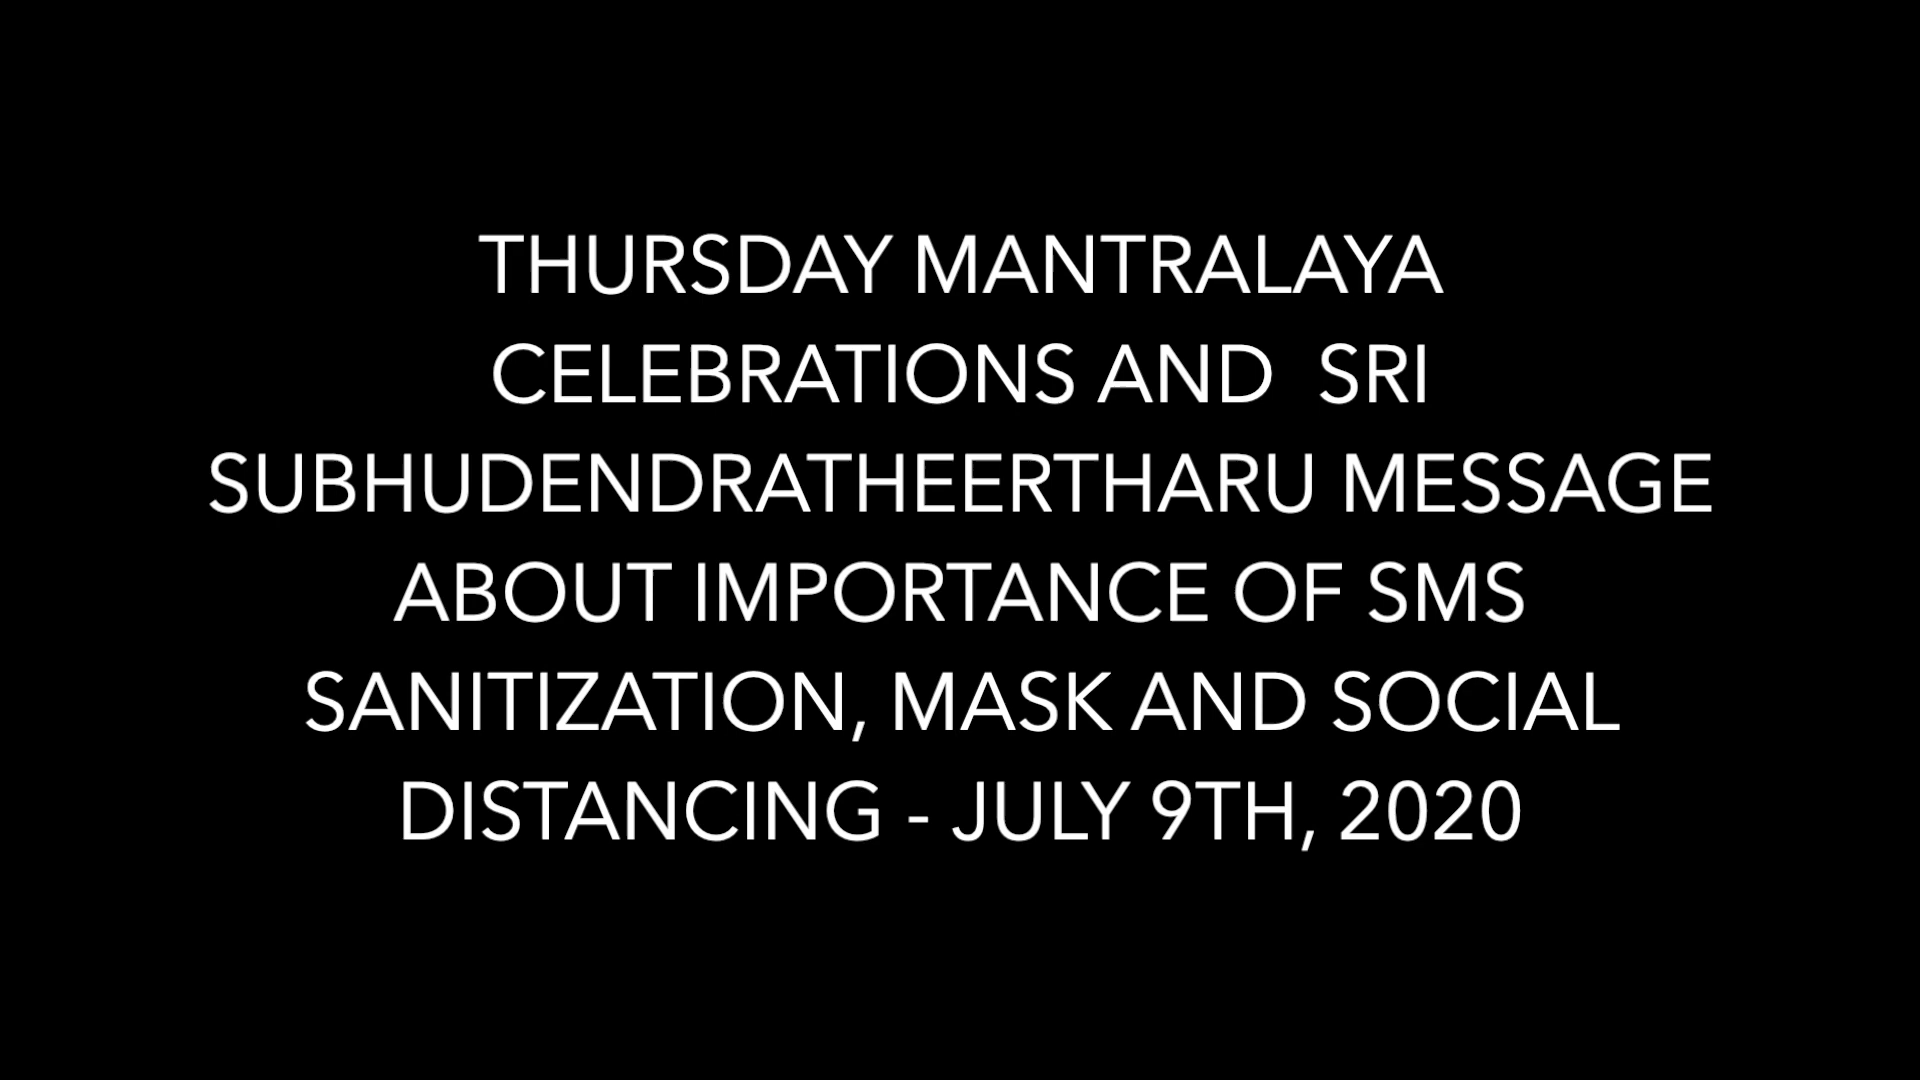 THURSDAY MANTRALAYA
CELEBRATIONS AND  SRI
SUBHUDENDRATHEERTHARU MESSAGE
ABOUT IMPORTANCE OF SMS
SANITIZATION, MASK AND SOCIAL
DISTANCING - JULY 9TH, 2020